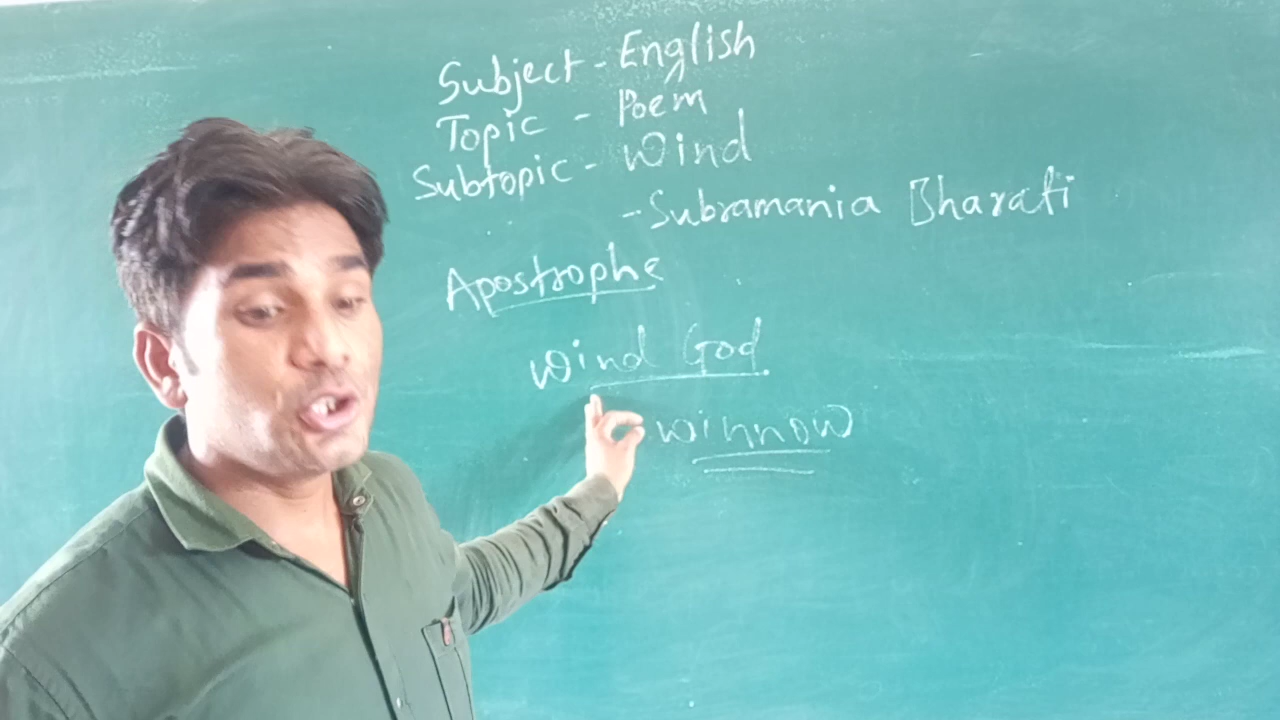 Subject - English
Topic - Poem
Subtopic - Wind
- Subramania Bharati
Apostrophe
Wind God
winnow